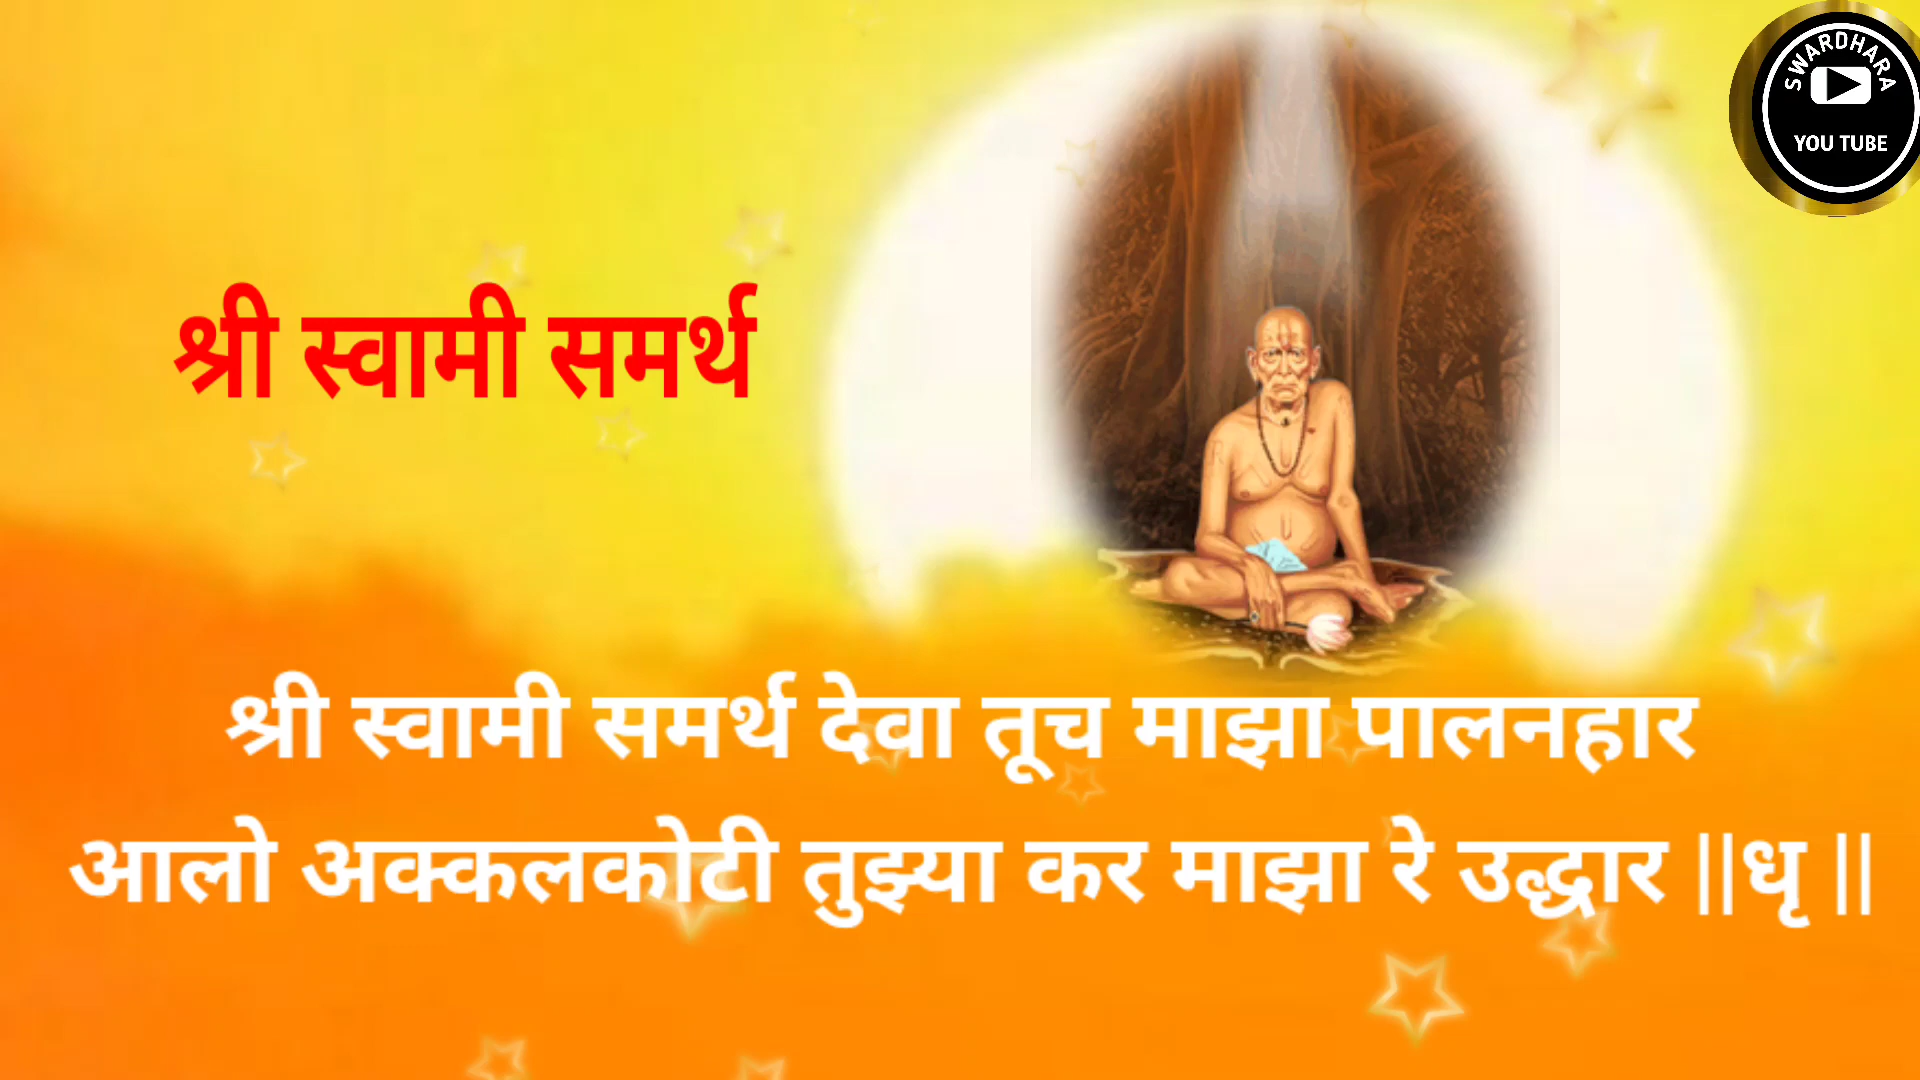 SWARDHARA
YOU TUBE
श्री स्वामी समर्थ
श्री स्वामी समर्थ देवा तूच माझा पालनहार
आलो अक्कलकोटी तुझ्या कर माझा रे उद्धार ||धृ ||